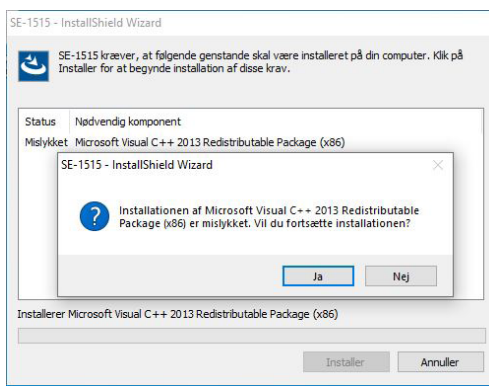 SE-1515 - InstallShield Wizard
SE-1515 kræver, at følgende genstande skal være installeret på din computer. Klik på
Installer for at begynde installation af disse krav.
Status Nødvendig komponent
Mislykket Microsoft Visual C++ 2013 Redistributable Package (x86)
SE-1515 - InstallShield Wizard
Installationen af Microsoft Visual C++ 2013 Redistributable
Package (x86) er mislykket. Vil du fortsætte installationen?
Ja Nej
Installerer Microsoft Visual C++ 2013 Redistributable Package (x86)
Installer Annuller